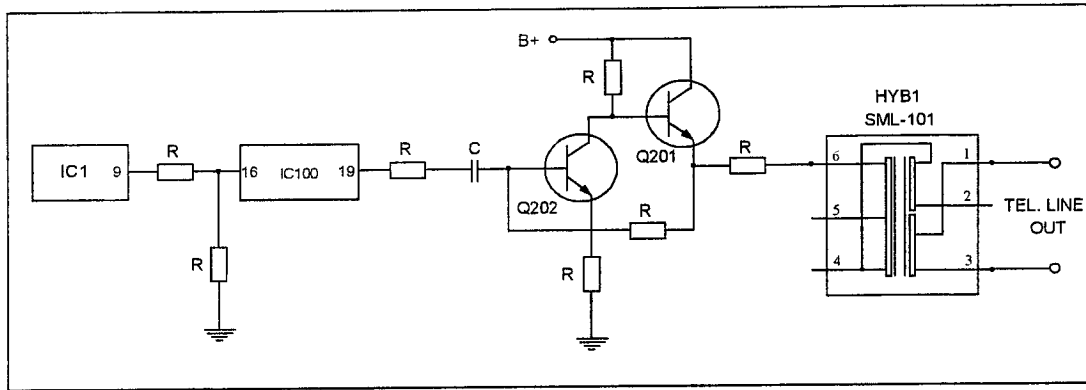 B+
R
HYB1
SML-101
IC1
9
R
16
IC100
19
R
C
Q201
R
6
1
Q202
5
2
TEL. LINE
OUT
R
R
R
4
3